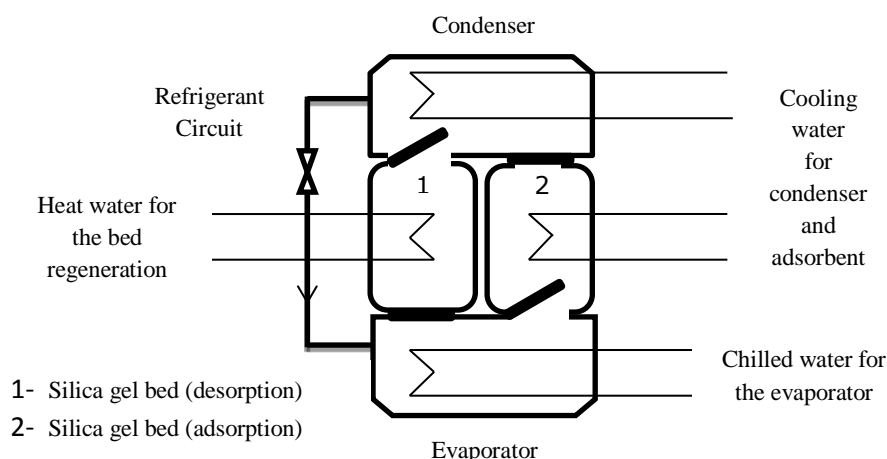 Condenser
Refrigerant
Circuit
Cooling
water
for
condenser
and
adsorbent
1
2
Heat water for
the bed
regeneration
Chilled water for
the evaporator
1- Silica gel bed (desorption)
2- Silica gel bed (adsorption)
Evaporator